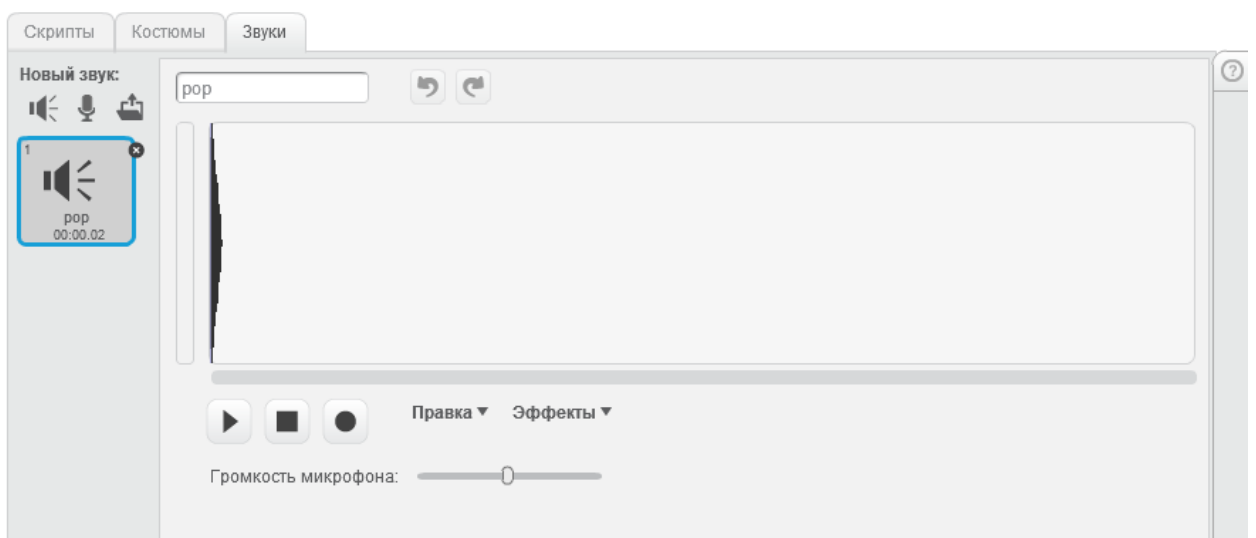 Скрипты Костюмы Звуки
Новый звук:
pop
1
pop
00:00.02
Правка Эффекты
Громкость микрофона:
?